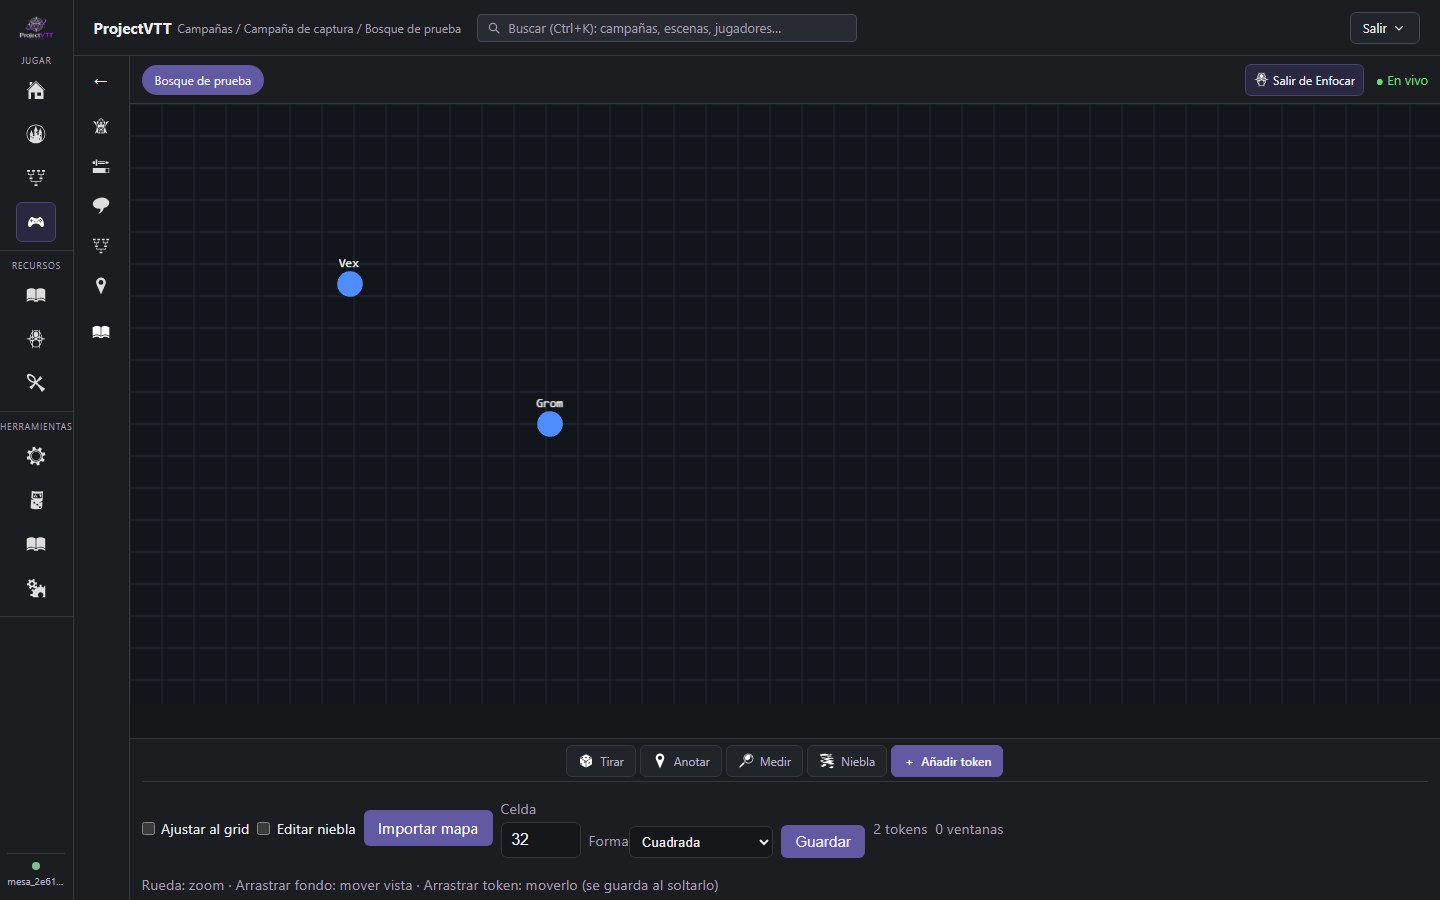 ProjectVTT
ProjectVTT Campañas / Campaña de captura / Bosque de prueba
Buscar (Ctrl+K): campañas, escenas, jugadores...
Salir
JUGAR
Bosque de prueba
Salir de Enfocar
En vivo
RECURSOS
Vex
Grom
HERRAMIENTAS
Tirar
Anotar
Medir
Niebla
+ Añadir token
Celda
Ajustar al grid
Editar niebla
Importar mapa
32
Forma
Cuadrada
Guardar
2 tokens 0 ventanas
mesa_2e61...
Rueda: zoom · Arrastrar fondo: mover vista · Arrastrar token: moverlo (se guarda al soltarlo)